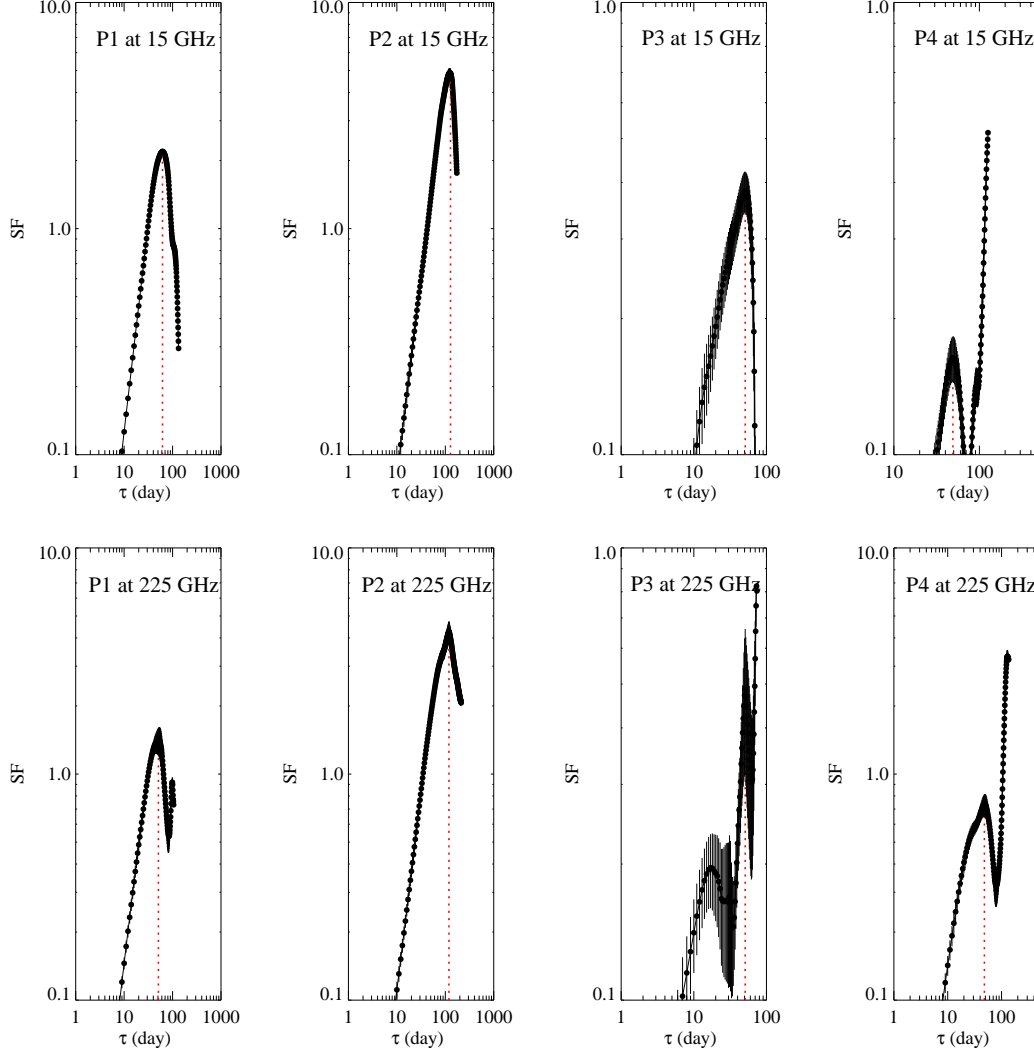 P1 at 15 GHz
10.0
1.0
0.1
SF
1 10 100 1000
τ (day)
P2 at 15 GHz
10.0
1.0
0.1
SF
1 10 100 1000
τ (day)
P3 at 15 GHz
1.0
0.1
SF
1 10 100
τ (day)
P4 at 15 GHz
1.0
0.1
SF
10 100
τ (day)
P1 at 225 GHz
10.0
1.0
0.1
SF
1 10 100 1000
τ (day)
P2 at 225 GHz
10.0
1.0
0.1
SF
1 10 100 1000
τ (day)
P3 at 225 GHz
1.0
0.1
SF
1 10 100
τ (day)
P4 at 225 GHz
10.0
1.0
0.1
SF
1 10 100
τ (day)